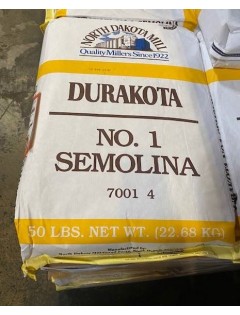 NORTH DAKOTA MILL
Quality Millers Since 1922
DURAKOTA
NO. 1
SEMOLINA
7001 4
50 LBS. NET WT. (22.68 KG)